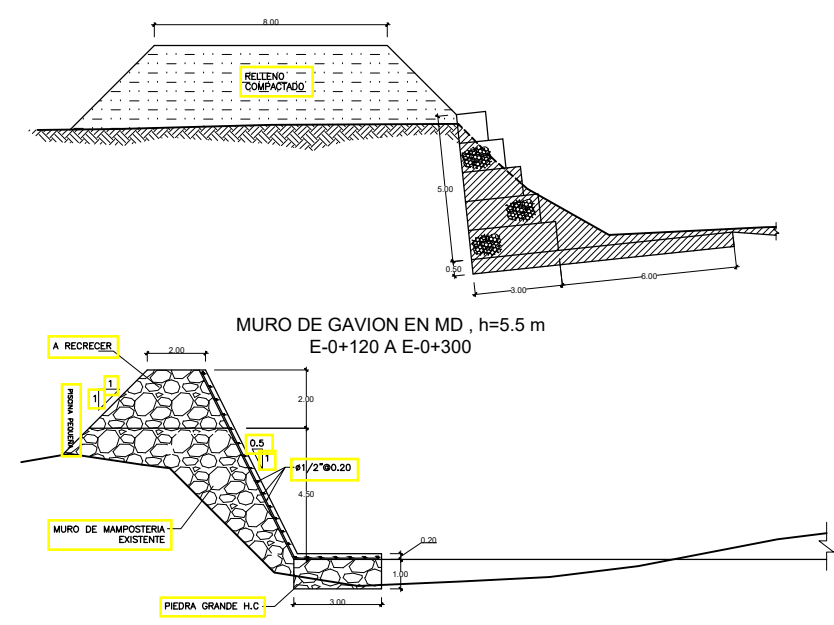 8.00
RELLENO
COMPACTADO
5.00
0.50
3.00
6.00
MURO DE GAVION EN MD , h=5.5 m
E-0+120 A E-0+300
A RECRECER
2.00
1
1
PISCINA PEQUEÑA
2.00
0.5
1
ø1/2"@0.20
4.50
MURO DE MAMPOSTERIA
EXISTENTE
0.20
1.00
PIEDRA GRANDE H.C
3.00